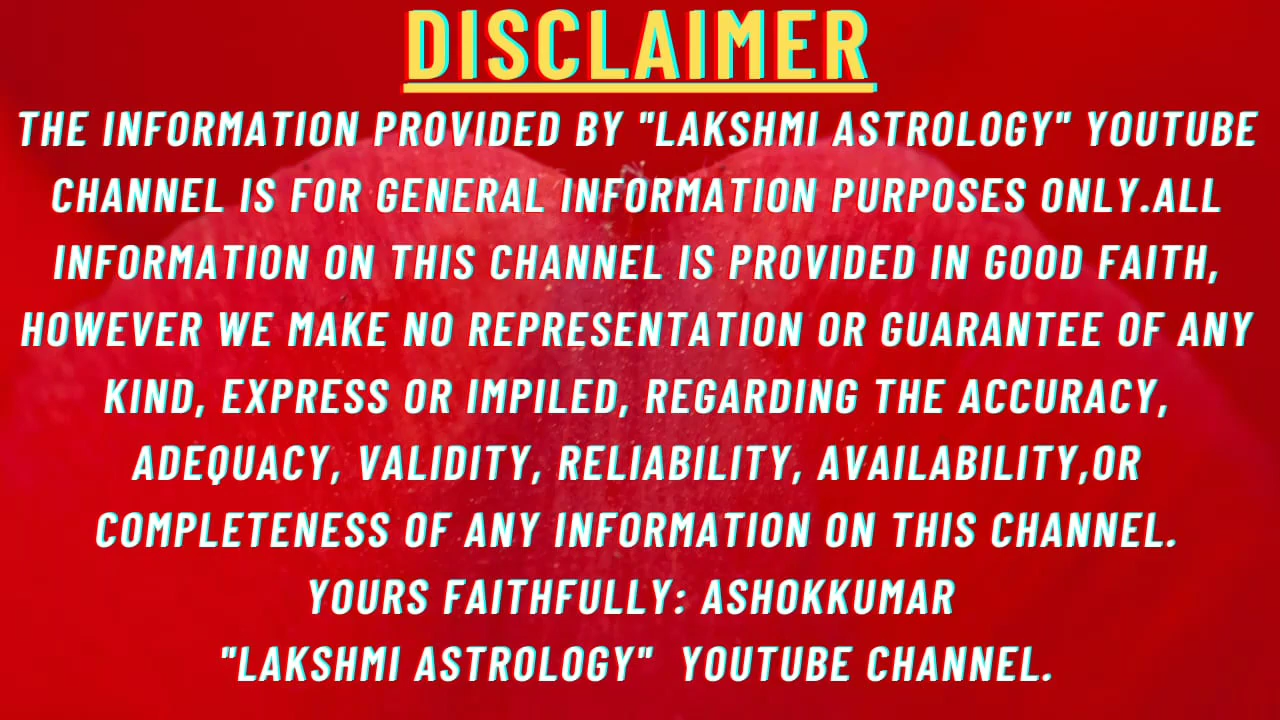 DISCLAIMER
THE INFORMATION PROVIDED BY "LAKSHMI ASTROLOGY" YOUTUBE
CHANNEL IS FOR GENERAL INFORMATION PURPOSES ONLY.ALL
INFORMATION ON THIS CHANNEL IS PROVIDED IN GOOD FAITH,
HOWEVER WE MAKE NO REPRESENTATION OR GUARANTEE OF ANY
KIND, EXPRESS OR IMPILED, REGARDING THE ACCURACY,
ADEQUACY, VALIDITY, RELIABILITY, AVAILABILITY,OR
COMPLETENESS OF ANY INFORMATION ON THIS CHANNEL.
YOURS FAITHFULLY: ASHOKKUMAR
"LAKSHMI ASTROLOGY"  YOUTUBE CHANNEL.